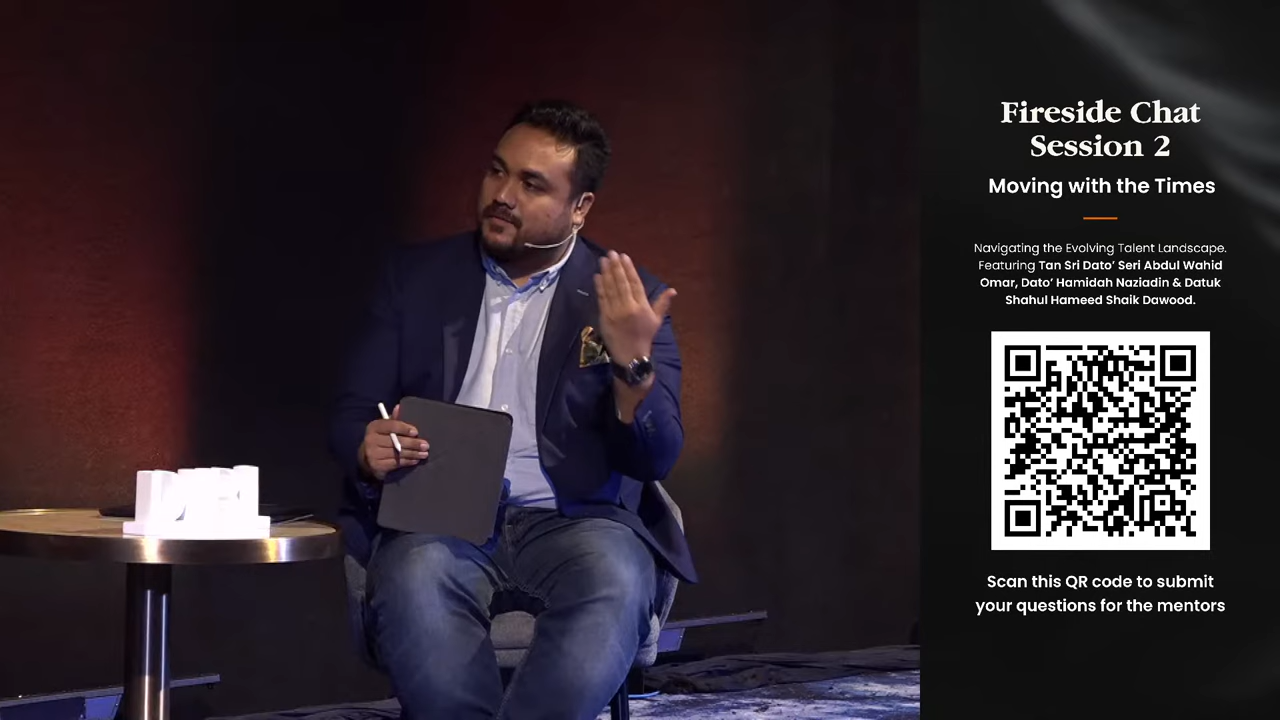 Fireside Chat
Session 2
Moving with the Times
Navigating the Evolving Talent Landscape.
Featuring Tan Sri Dato’ Seri Abdul Wahid
Omar, Dato’ Hamidah Naziadin & Datuk
Shahul Hameed Shaik Dawood.
Scan this QR code to submit
your questions for the mentors